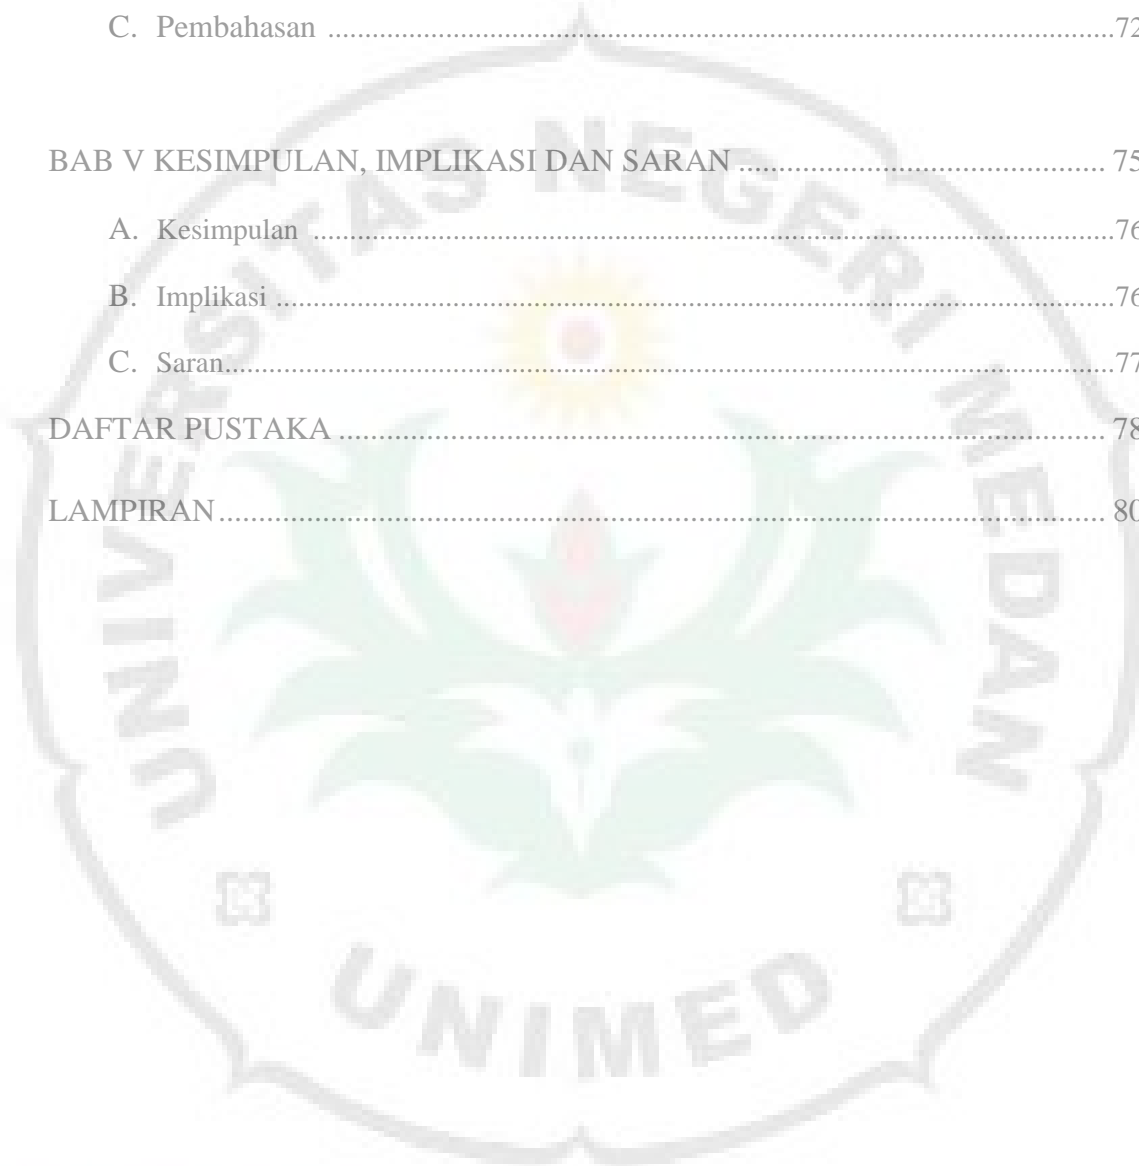 C. Pembahasan ........................................................................................................72
BAB V KESIMPULAN, IMPLIKASI DAN SARAN ............................................... 75
A. Kesimpulan ..........................................................................................................76
B. Implikasi ...............................................................................................................76
C. Saran......................................................................................................................77
DAFTAR PUSTAKA .................................................................................................. 78
LAMPIRAN................................................................................................................. 80
UNIVERSITAS NEGERI MEDAN
UNIMED